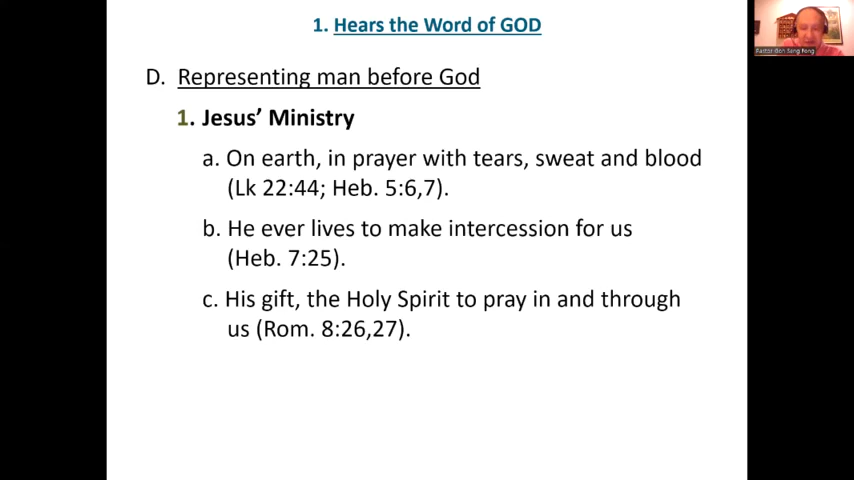 1. Hears the Word of GOD
D. Representing man before God
1. Jesus’ Ministry
a. On earth, in prayer with tears, sweat and blood
(Lk 22:44; Heb. 5:6,7).
b. He ever lives to make intercession for us
(Heb. 7:25).
c. His gift, the Holy Spirit to pray in and through
us (Rom. 8:26,27).